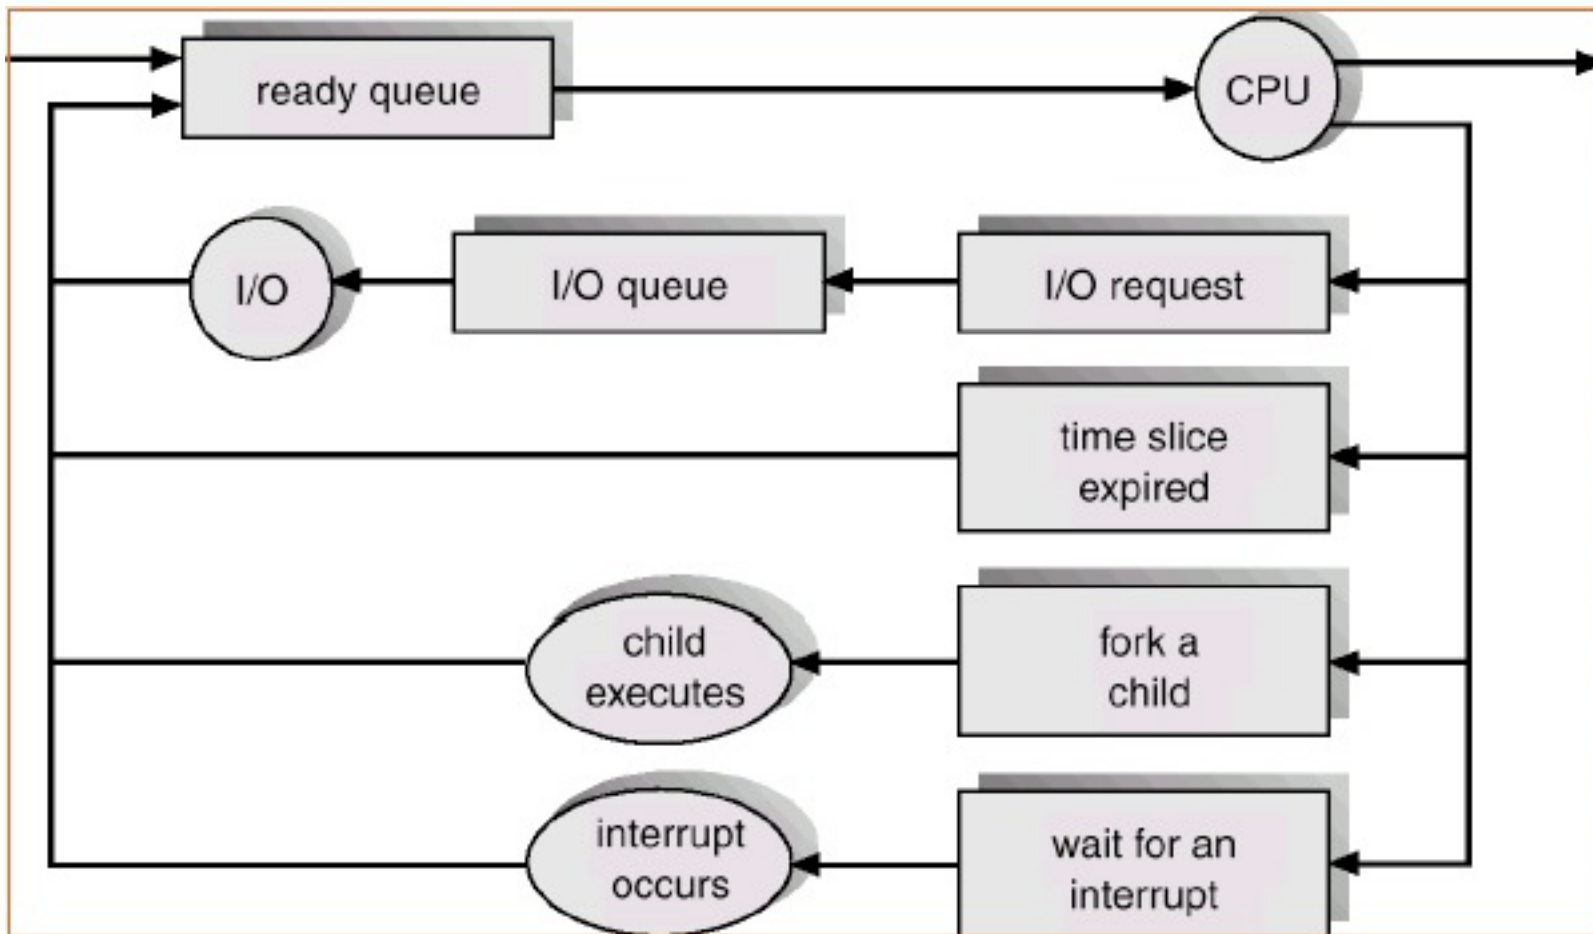 ready queue
CPU
I/O
I/O queue
I/O request
time slice
expired
child
executes
fork a
child
interrupt
occurs
wait for an
interrupt